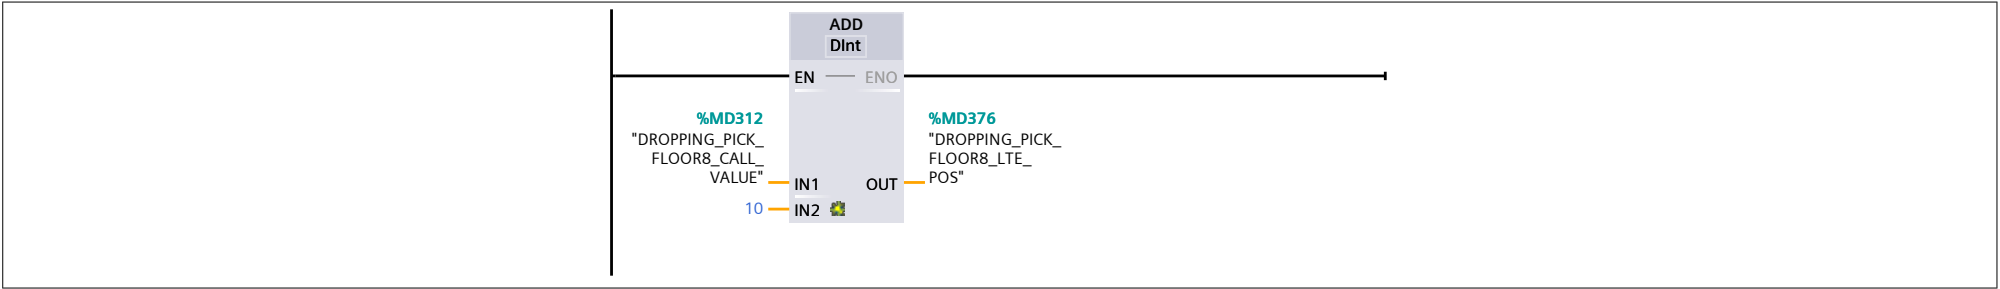 ADD
DInt
EN
ENO
%MD312
"DROPPING_PICK_
FLOOR8_CALL_
VALUE"
IN1
%MD376
"DROPPING_PICK_
FLOOR8_LTE_
POS"
OUT
10
IN2